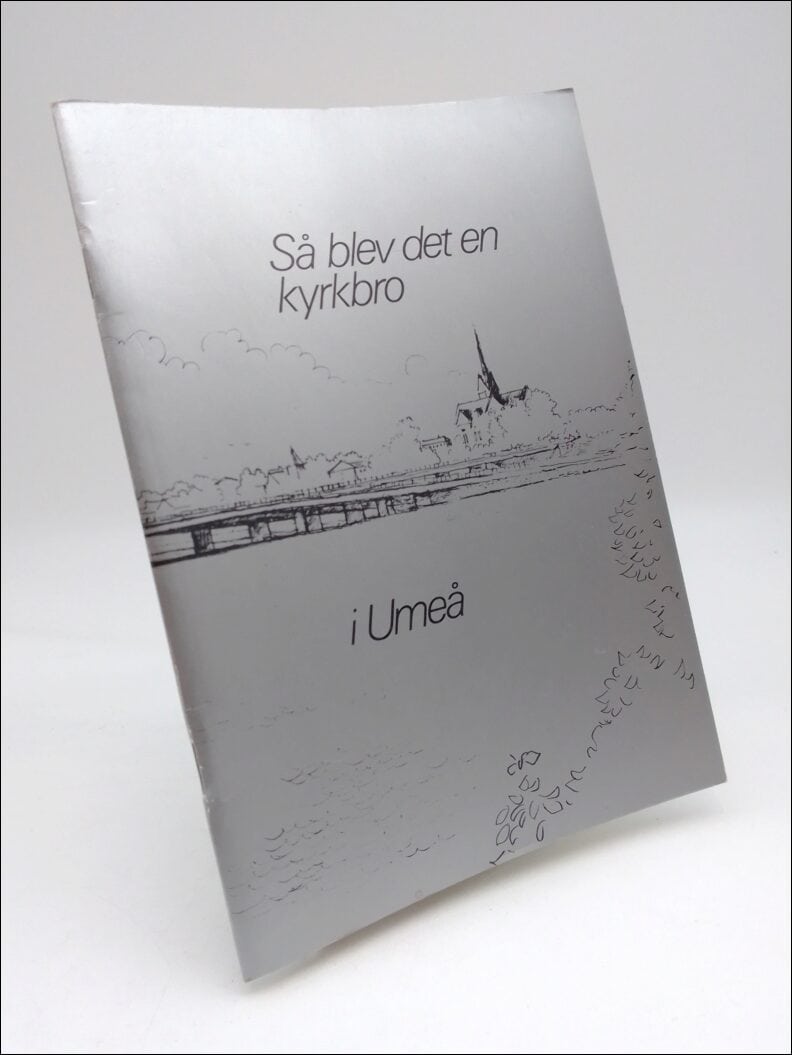 Så blev det en
kyrkbro
i Umeå